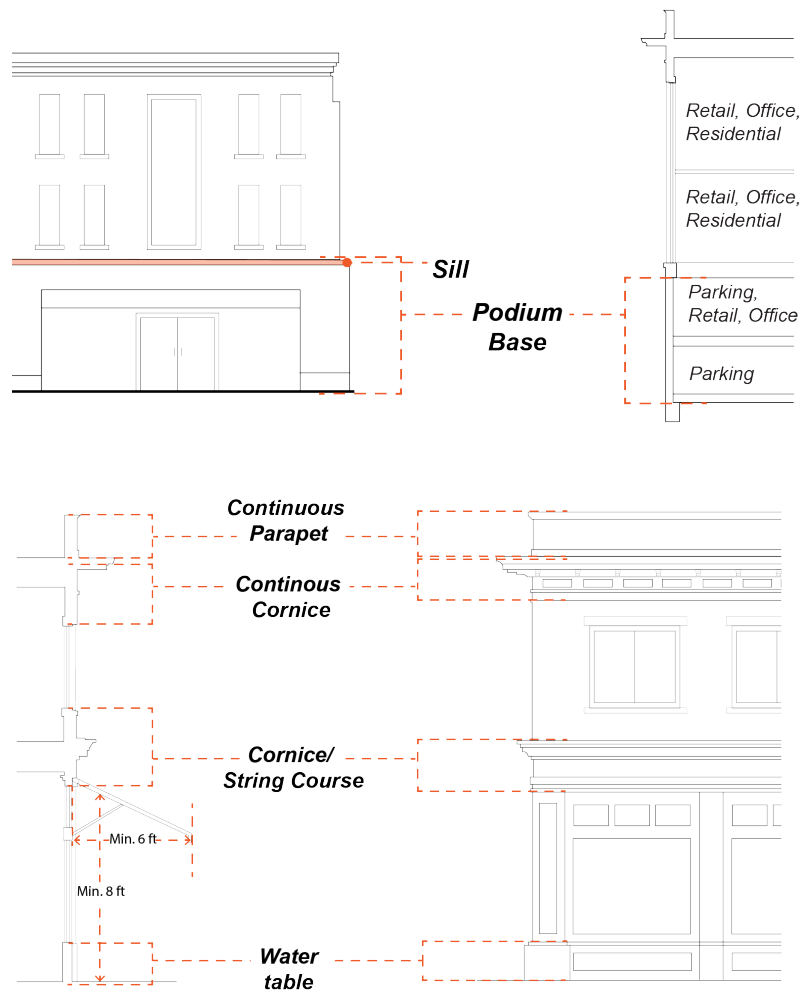 Retail, Office,
Residential
Retail, Office,
Residential
Sill
Podium
Base
Parking,
Retail, Office
Parking
Continuous
Parapet
Continous
Cornice
Cornice/
String Course
Min. 6 ft
Min. 8 ft
Water
table